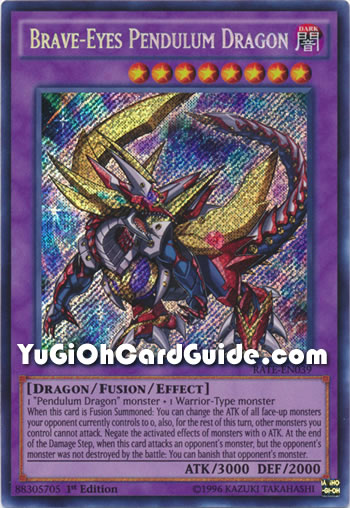 BRAVE-EYES PENDULUM DRAGON
DARK
闇
YuGiOhCardGuide.com
RATE-EN039
[DRAGON/FUSION/EFFECT]
1 "Pendulum Dragon" monster + 1 Warrior-Type monster
When this card is Fusion Summoned: You can change the ATK of all face-up monsters
your opponent currently controls to 0, also, for the rest of this turn, other monsters you
control cannot attack. Negate the activated effects of monsters with 0 ATK. At the end
of the Damage Step, when this card attacks an opponent's monster, but the opponent's
monster was not destroyed by the battle: You can banish that opponent's monster.
ATK/3000 DEF/2000
88305705 1st Edition ©1996 KAZUKI TAKAHASHI